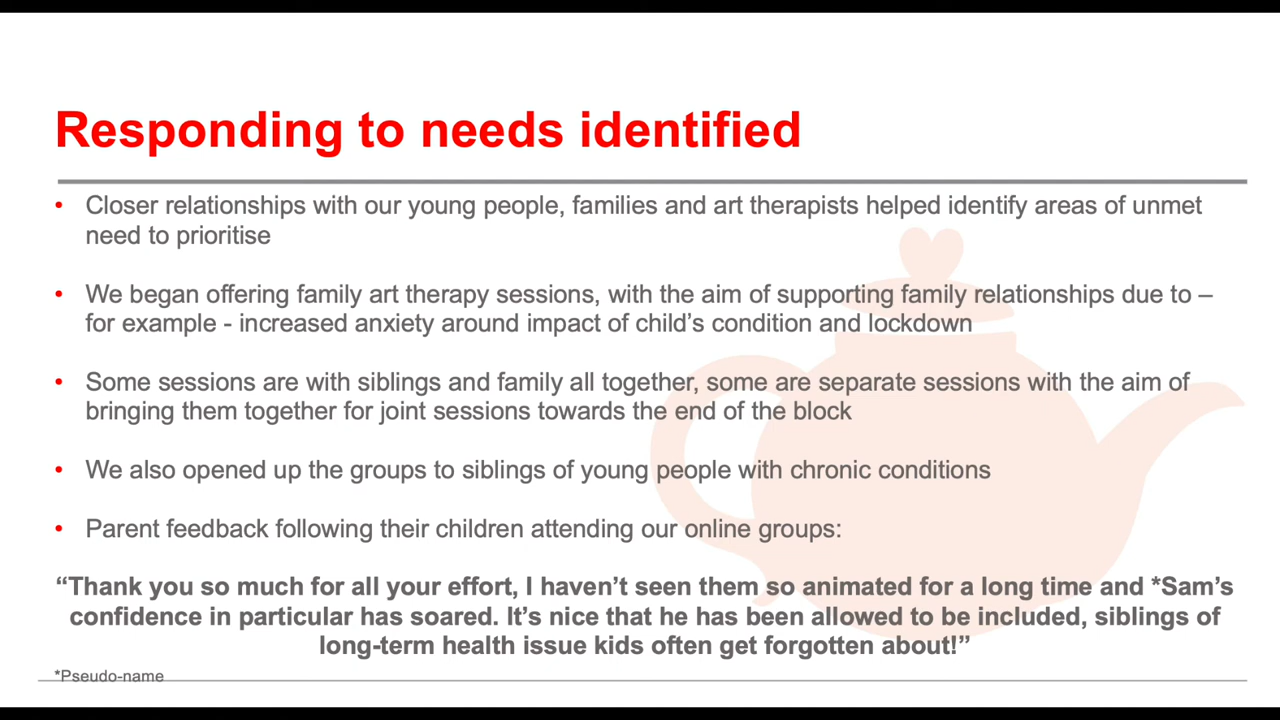 Responding to needs identified
• Closer relationships with our young people, families and art therapists helped identify areas of unmet
need to prioritise
• We began offering family art therapy sessions, with the aim of supporting family relationships due to –
for example - increased anxiety around impact of child’s condition and lockdown
• Some sessions are with siblings and family all together, some are separate sessions with the aim of
bringing them together for joint sessions towards the end of the block
• We also opened up the groups to siblings of young people with chronic conditions
• Parent feedback following their children attending our online groups:
“Thank you so much for all your effort, I haven’t seen them so animated for a long time and *Sam’s
confidence in particular has soared. It’s nice that he has been allowed to be included, siblings of
long-term health issue kids often get forgotten about!”
*Pseudo-name